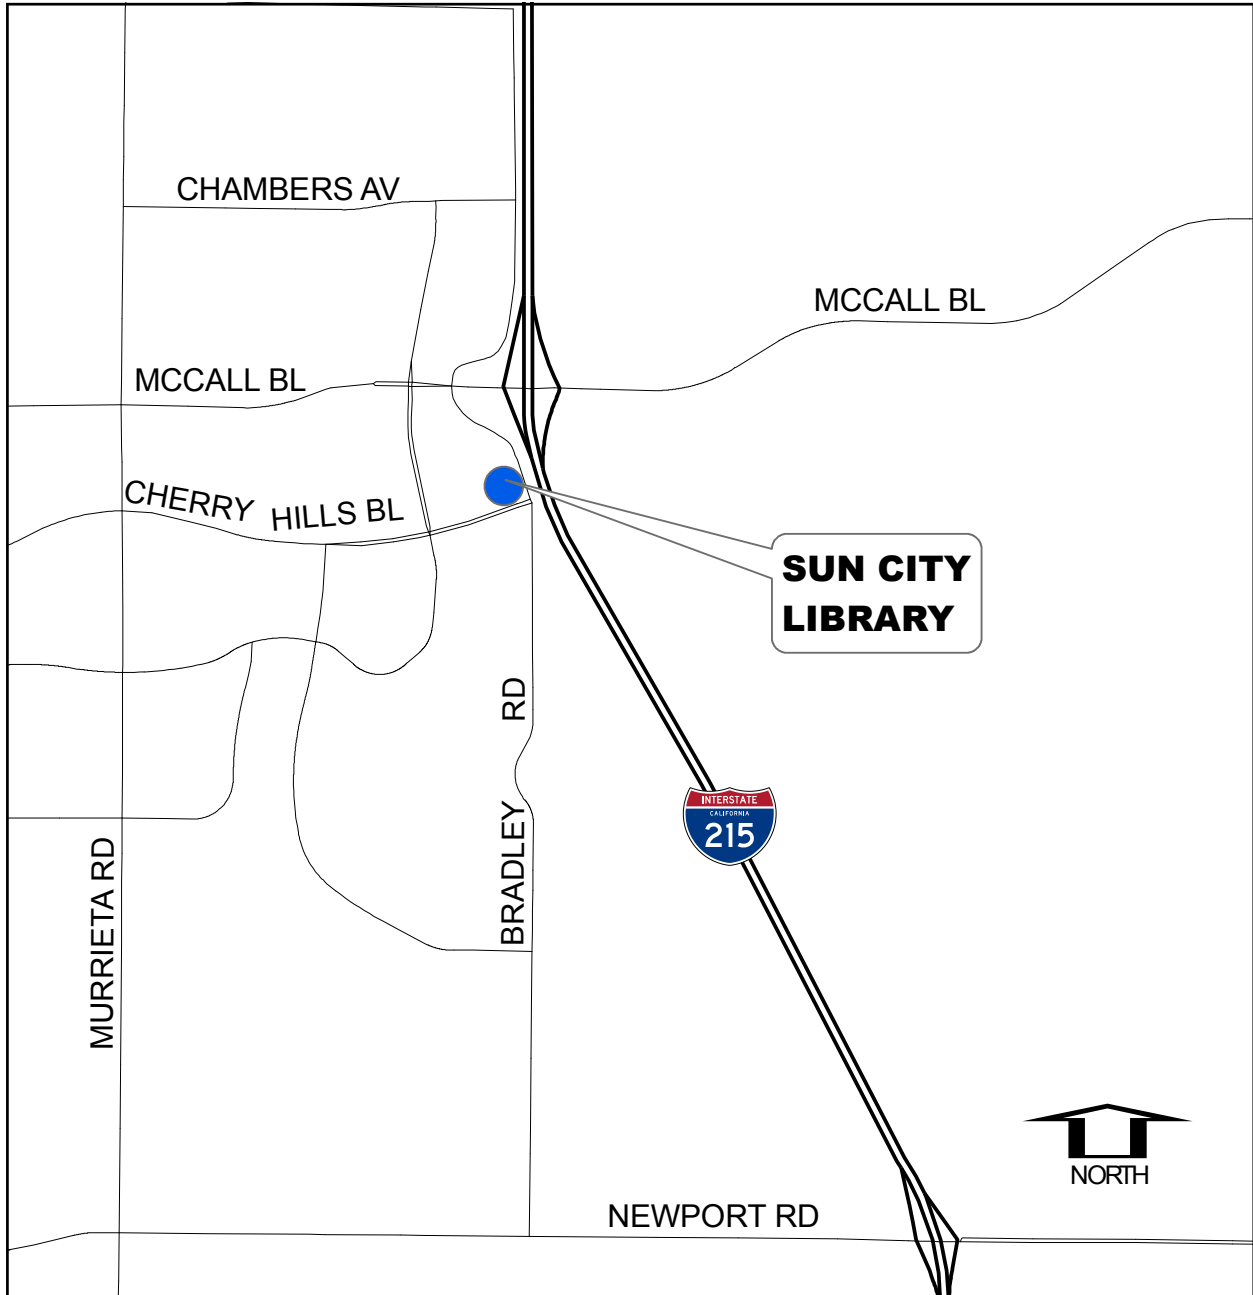 CHAMBERS AV
MCCALL BL
MCCALL BL
CHERRY HILLS BL
SUN CITY
LIBRARY
BRADLEY RD
INTERSTATE
CALIFORNIA
215
MURRIETA RD
NORTH
NEWPORT RD